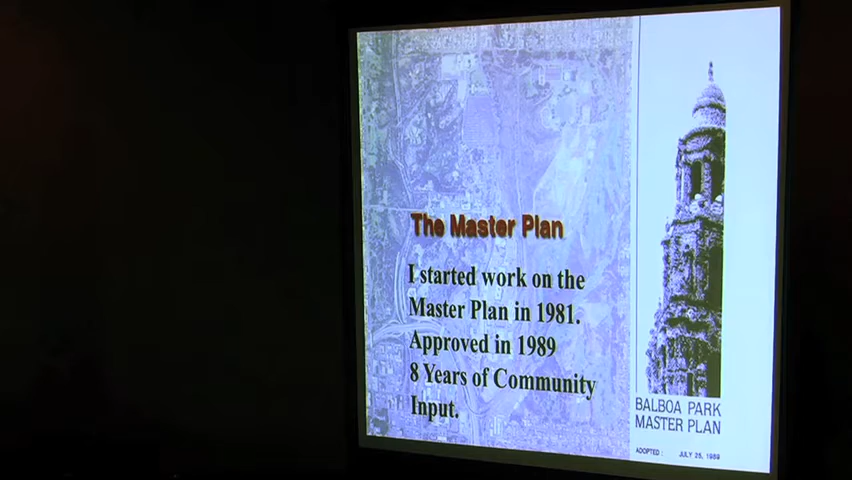 The Master Plan
I started work on the
Master Plan in 1981.
Approved in 1989
8 Years of Community
Input.
BALBOA PARK
MASTER PLAN
ADOPTED : JULY 25, 1989